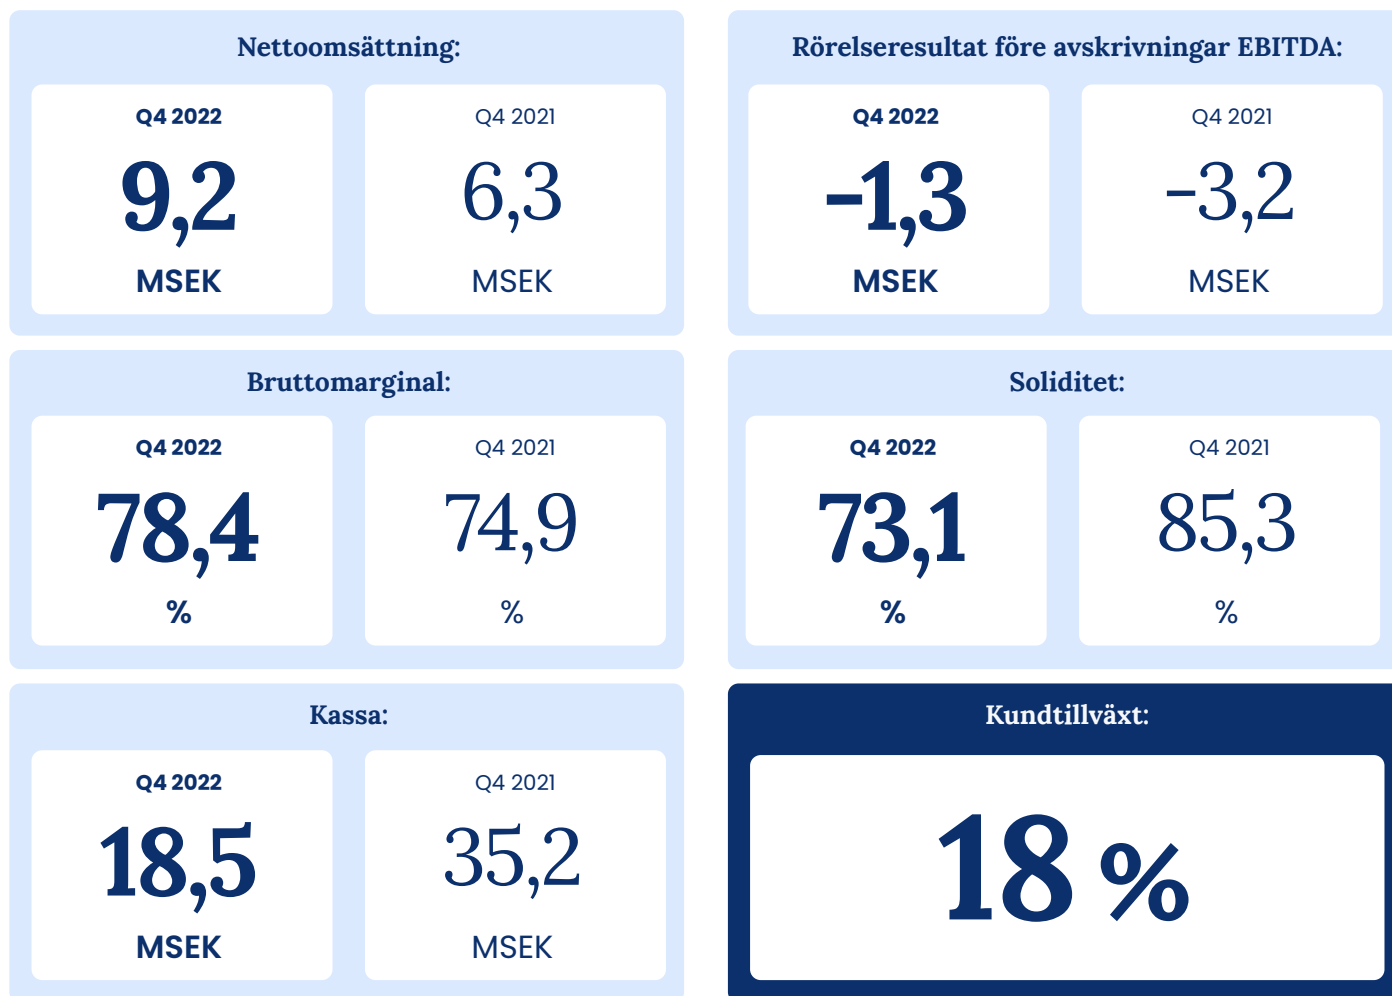 Nettoomsättning:
Q4 2022
9,2
MSEK
Q4 2021
6,3
MSEK
Rörelseresultat före avskrivningar EBITDA:
Q4 2022
-1,3
MSEK
Q4 2021
-3,2
MSEK
Bruttomarginal:
Q4 2022
78,4
%
Q4 2021
74,9
%
Soliditet:
Q4 2022
73,1
%
Q4 2021
85,3
%
Kassa:
Q4 2022
18,5
MSEK
Q4 2021
35,2
MSEK
Kundtillväxt:
18 %